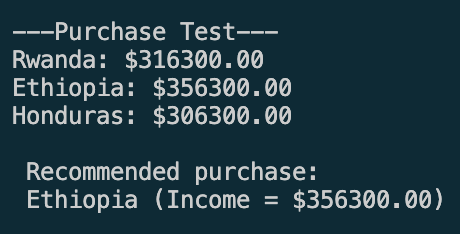 ---Purchase Test---
Rwanda: $316300.00
Ethiopia: $356300.00
Honduras: $306300.00
Recommended purchase:
Ethiopia (Income = $356300.00)